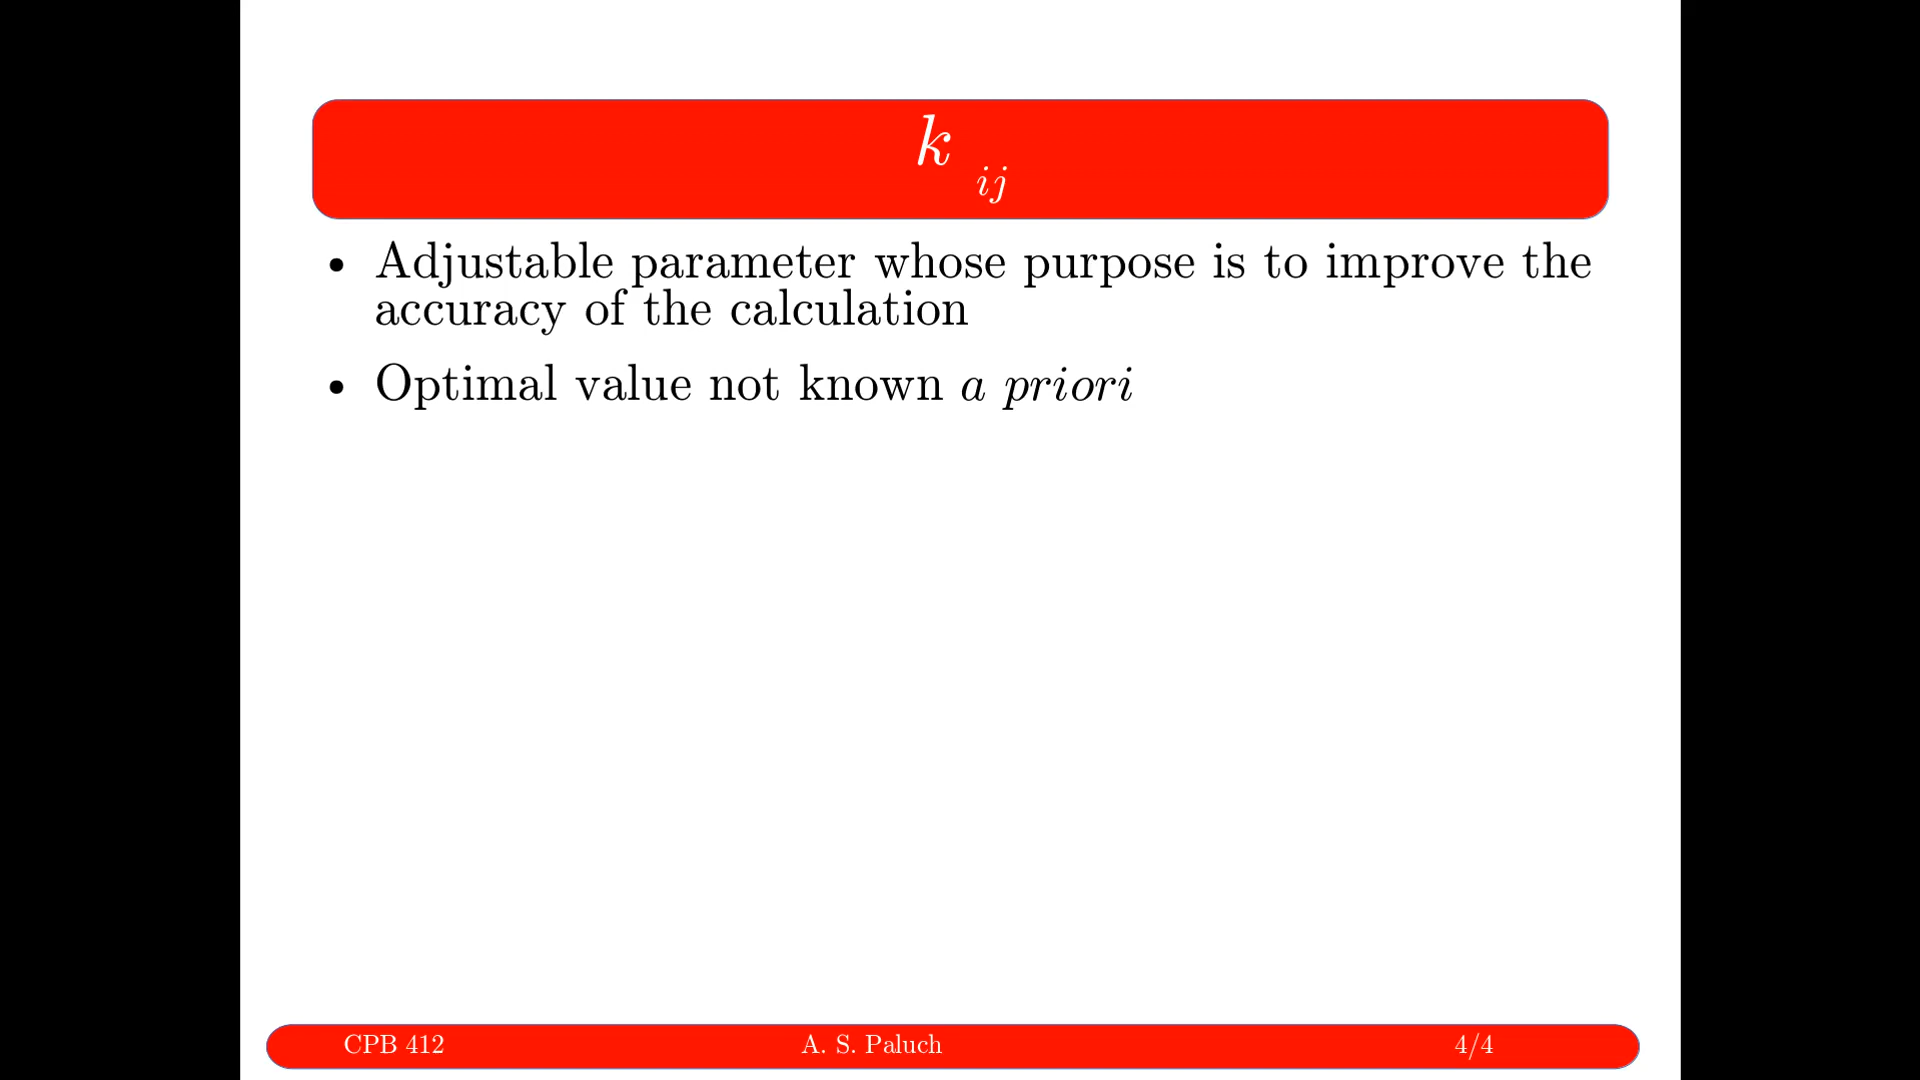 k ij
• Adjustable parameter whose purpose is to improve the
accuracy of the calculation
• Optimal value not known a priori
CPB 412 A. S. Paluch 4/4